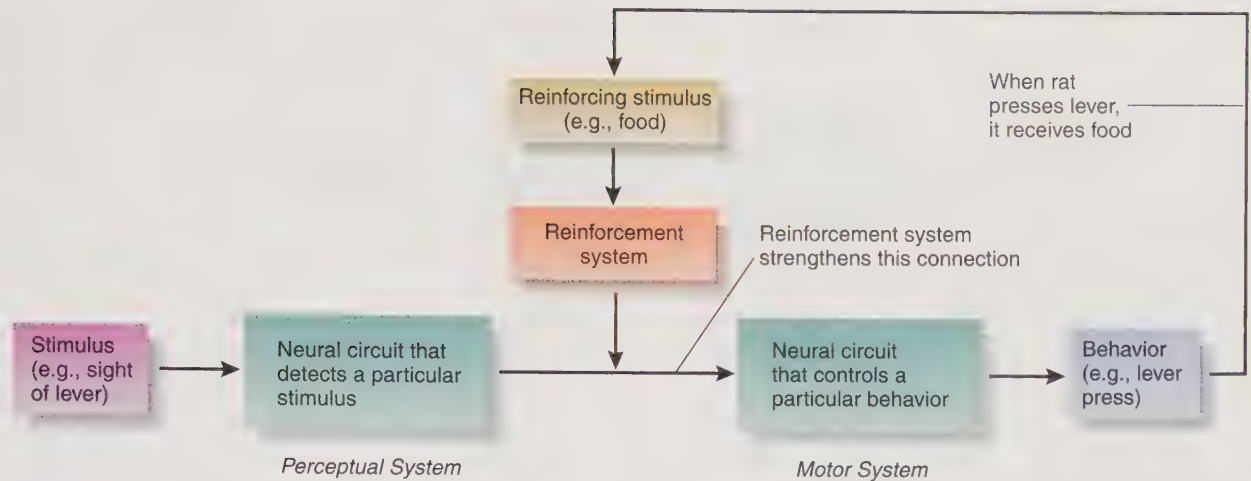 Reinforcing stimulus
(e.g., food)
When rat
presses lever,
it receives food
Reinforcement
system
Reinforcement system
strengthens this connection
Stimulus
(e.g., sight
of lever)
Neural circuit that
detects a particular
stimulus
Neural circuit
that controls a
particular behavior
Behavior
(e.g., lever
press)
Perceptual System
Motor System